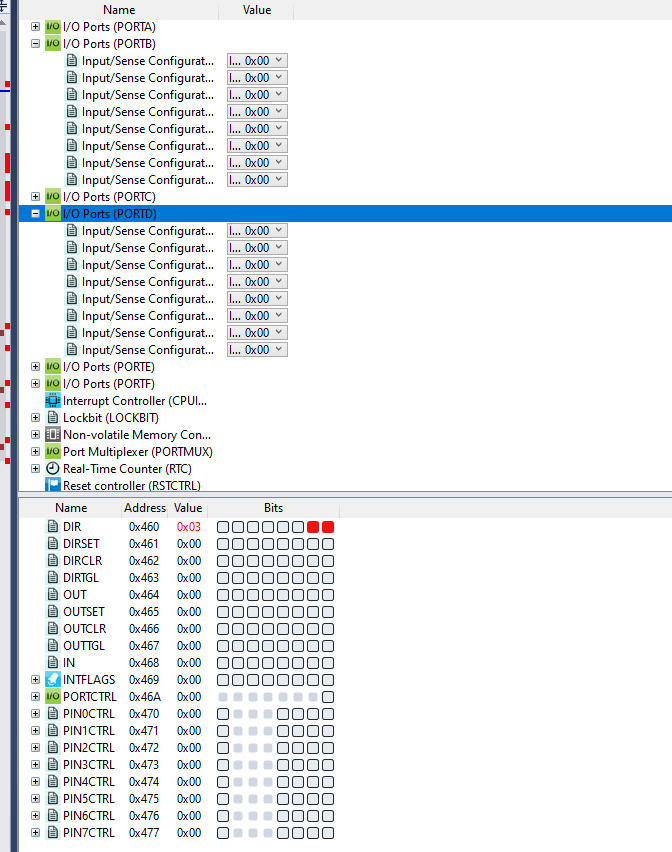 Name Value
I/O I/O Ports (PORTA)
I/O I/O Ports (PORTB)
Input/Sense Configurat... I... 0x00
Input/Sense Configurat... I... 0x00
Input/Sense Configurat... I... 0x00
Input/Sense Configurat... I... 0x00
Input/Sense Configurat... I... 0x00
Input/Sense Configurat... I... 0x00
Input/Sense Configurat... I... 0x00
Input/Sense Configurat... I... 0x00
I/O I/O Ports (PORTC)
I/O I/O Ports (PORTD)
Input/Sense Configurat... I... 0x00
Input/Sense Configurat... I... 0x00
Input/Sense Configurat... I... 0x00
Input/Sense Configurat... I... 0x00
Input/Sense Configurat... I... 0x00
Input/Sense Configurat... I... 0x00
Input/Sense Configurat... I... 0x00
Input/Sense Configurat... I... 0x00
I/O I/O Ports (PORTE)
I/O I/O Ports (PORTF)
Interrupt Controller (CPUI...
Lockbit (LOCKBIT)
Non-volatile Memory Con...
I/O Port Multiplexer (PORTMUX)
Real-Time Counter (RTC)
Reset controller (RSTCTRL)
Name Address Value Bits
DIR 0x460 0x03
DIRSET 0x461 0x00
DIRCLR 0x462 0x00
DIRTGL 0x463 0x00
OUT 0x464 0x00
OUTSET 0x465 0x00
OUTCLR 0x466 0x00
OUTTGL 0x467 0x00
IN 0x468 0x00
INTFLAGS 0x469 0x00
I/O PORTCTRL 0x46A 0x00
PIN0CTRL 0x470 0x00
PIN1CTRL 0x471 0x00
PIN2CTRL 0x472 0x00
PIN3CTRL 0x473 0x00
PIN4CTRL 0x474 0x00
PIN5CTRL 0x475 0x00
PIN6CTRL 0x476 0x00
PIN7CTRL 0x477 0x00